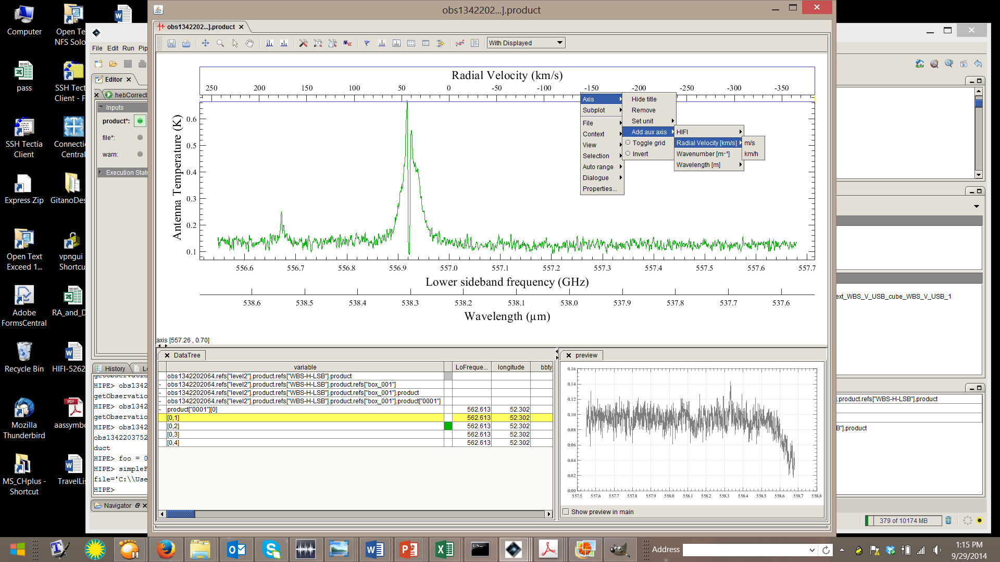 obs1342202...].product
obs1342202...].product
With Displayed
Radial Velocity (km/s)
250 200 150 100 50 0 -50 -100 -150 -200 -250 -300 -350
Antenna Temperature (K)
0.6
0.5
0.4
0.3
0.2
0.1
556.6 556.7 556.8 556.9 557.0 557.1 557.2 557.3 557.4 557.5 557.6 557.7
Lower sideband frequency (GHz)
538.6 538.5 538.4 538.3 538.2 538.1 538.0 537.9 537.8 537.7 537.6
Wavelength (µm)
axis [557.26 , 0.70]
Axis
Subplot
File
Context
View
Selection
Auto range
Dialogue
Properties...
Hide title
Remove
Set unit
Add aux axis
Toggle grid
Invert
HIFI
Radial Velocity [km/s]
Wavenumber [m⁻¹]
Wavelength [m]
m/s
km/h
DataTree
variable LoFreque... longitude bbty
obs1342202064.refs["level2"].product.refs["WBS-H-LSB"].product
- obs1342202064.refs["level2"].product.refs["WBS-H-LSB"].product.refs["box_001"]
- obs1342202064.refs["level2"].product.refs["WBS-H-LSB"].product.refs["box_001"].product
- obs1342202064.refs["level2"].product.refs["WBS-H-LSB"].product.refs["box_001"].product["0001"]
- product["0001"][0] 562.613 52.302
[0,1] 562.613 52.302
[0,2] 562.613 52.302
[0,3] 562.613 52.302
[0,4] 562.613 52.302
preview
0.16
0.14
0.12
0.10
0.08
0.06
0.04
0.02
0.00
557.5 557.6 557.7 557.8 557.9 558.0 558.1 558.2 558.3 558.4 558.5 558.6 558.7 558.8
Show preview in main
Computer
Open Te
NFS Solo
pass
SSH Tect
Client - F
SSH Tectia
Client
Connectic
Central
Express Zip
GitanoDes
Open Text
Exceed 1...
vpngui
Shortcu
Adobe
FormsCentral
RA_and_D
Recycle Bin
HIFI-5262
Mozilla
Thunderbird
aassymbo
MS_CHplus -
Shortcut
TravelLis
File Edit Run Pip
Editor
hebCorrect
Inputs
product*:
file*:
warn:
Execution Statu
History
HIPE> obs1342
getObservatio
HIPE> obs1342
getObservatio
HIPE> obs1342
obs1342203752
duct
HIPE> foo = 0
HIPE> simpleF
file='C:\\Use
HIPE>
Navigator
ext_WBS_V_USB_cube_WBS_V_USB_1
].product.refs["WBS-H-LSB"].product
B"].product
379 of 10174 MB
Address
1:15 PM
9/29/2014